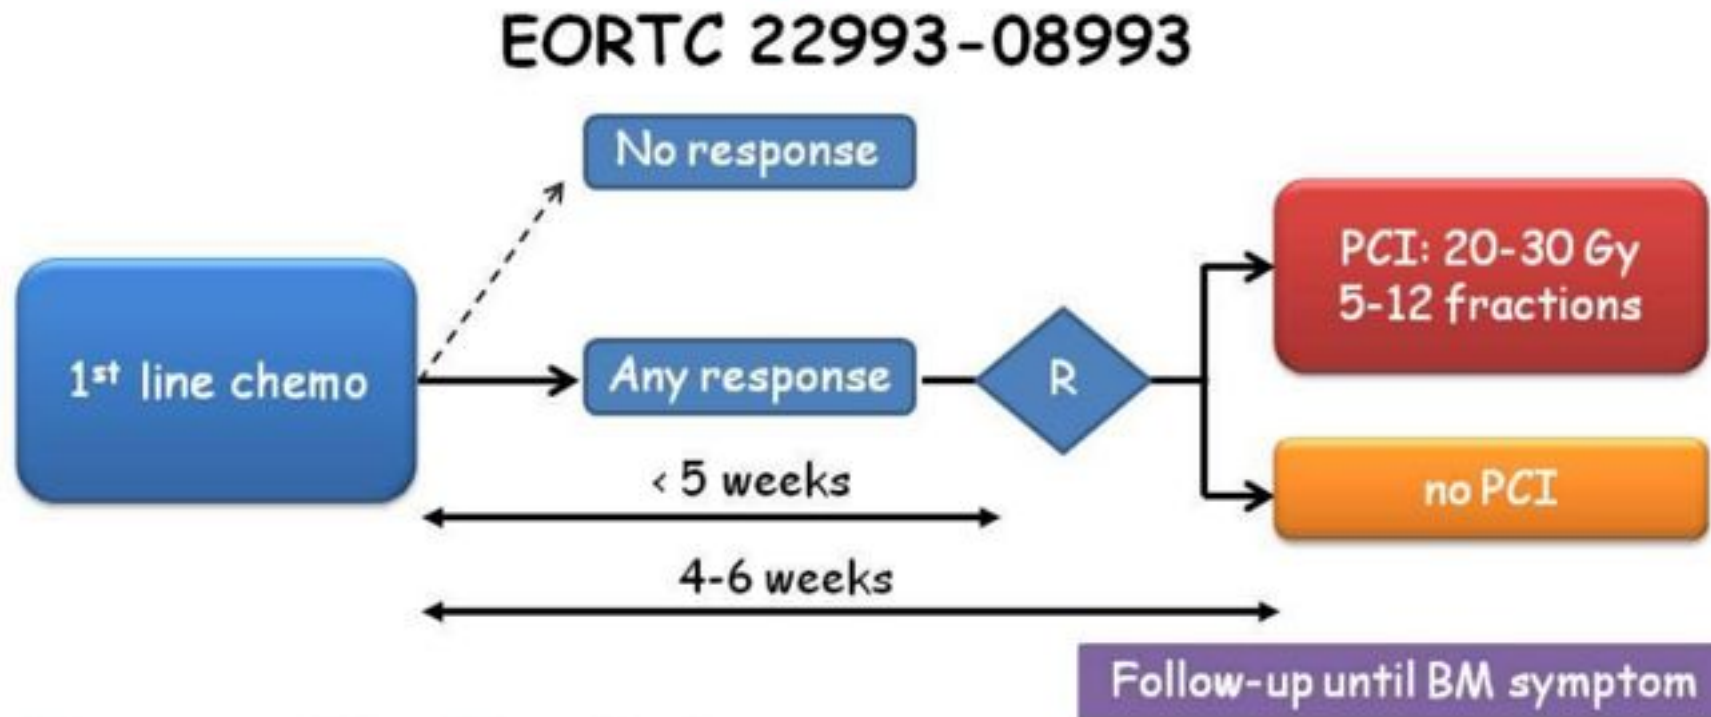 EORTC 22993-08993
No response
1st line chemo
Any response
R
PCI: 20-30 Gy
5-12 fractions
no PCI
< 5 weeks
4-6 weeks
Follow-up until BM symptom